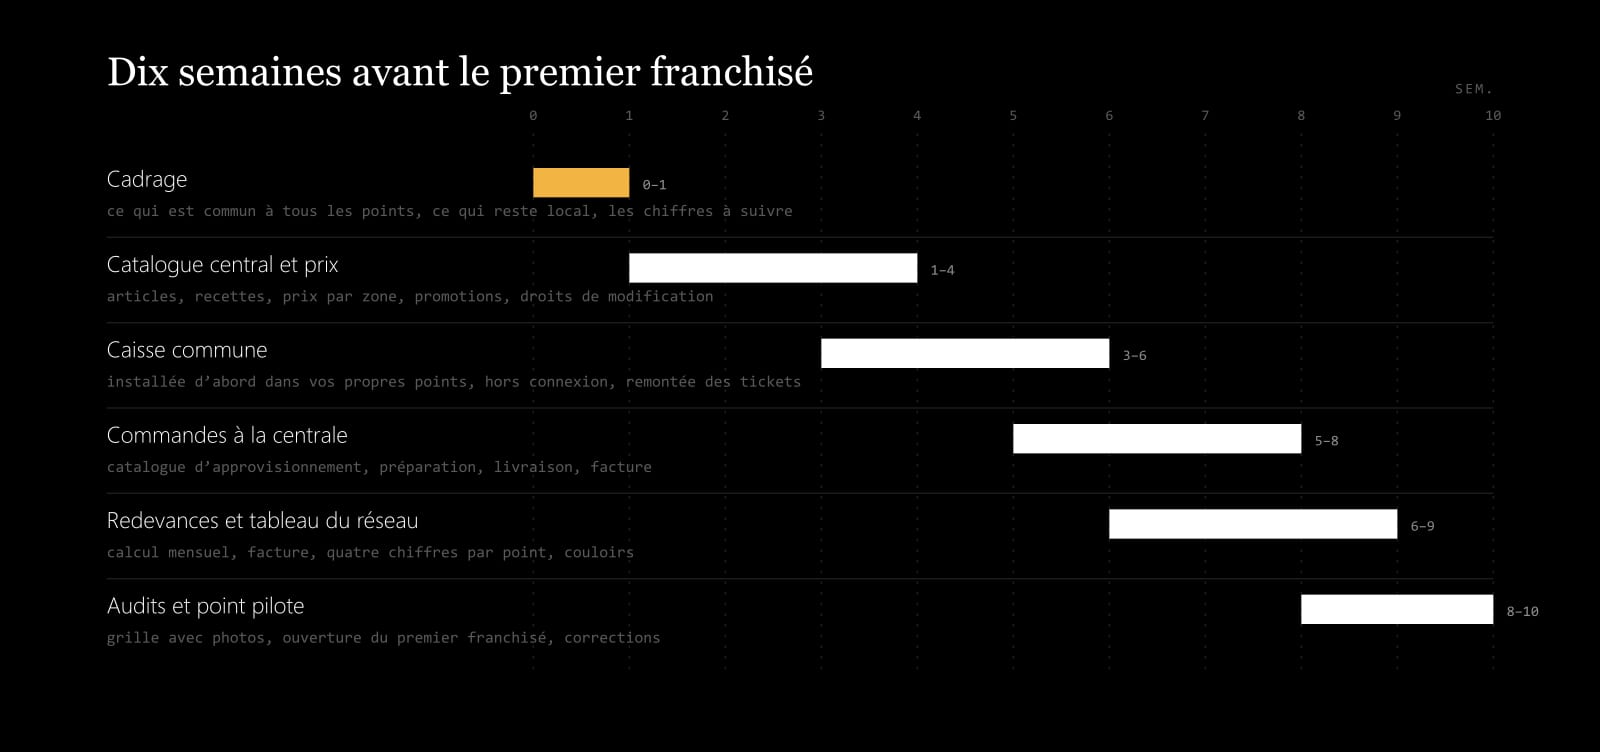 Dix semaines avant le premier franchisé
SEM.
0 1 2 3 4 5 6 7 8 9 10
Cadrage
0–1
ce qui est commun à tous les points, ce qui reste local, les chiffres à suivre
Catalogue central et prix
1–4
articles, recettes, prix par zone, promotions, droits de modification
Caisse commune
3–6
installée d’abord dans vos propres points, hors connexion, remontée des tickets
Commandes à la centrale
5–8
catalogue d’approvisionnement, préparation, livraison, facture
Redevances et tableau du réseau
6–9
calcul mensuel, facture, quatre chiffres par point, couloirs
Audits et point pilote
8–10
grille avec photos, ouverture du premier franchisé, corrections